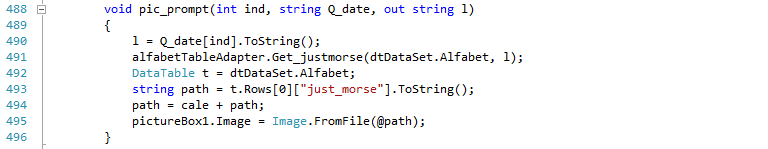 488 void pic_prompt(int ind, string Q_date, out string l)
489 {
490 l = Q_date[ind].ToString();
491 alfabetTableAdapter.Get_justmorse(dtDataSet.Alfabet, l);
492 DataTable t = dtDataSet.Alfabet;
493 string path = t.Rows[0]["just_morse"].ToString();
494 path = cale + path;
495 pictureBox1.Image = Image.FromFile(@path);
496 }